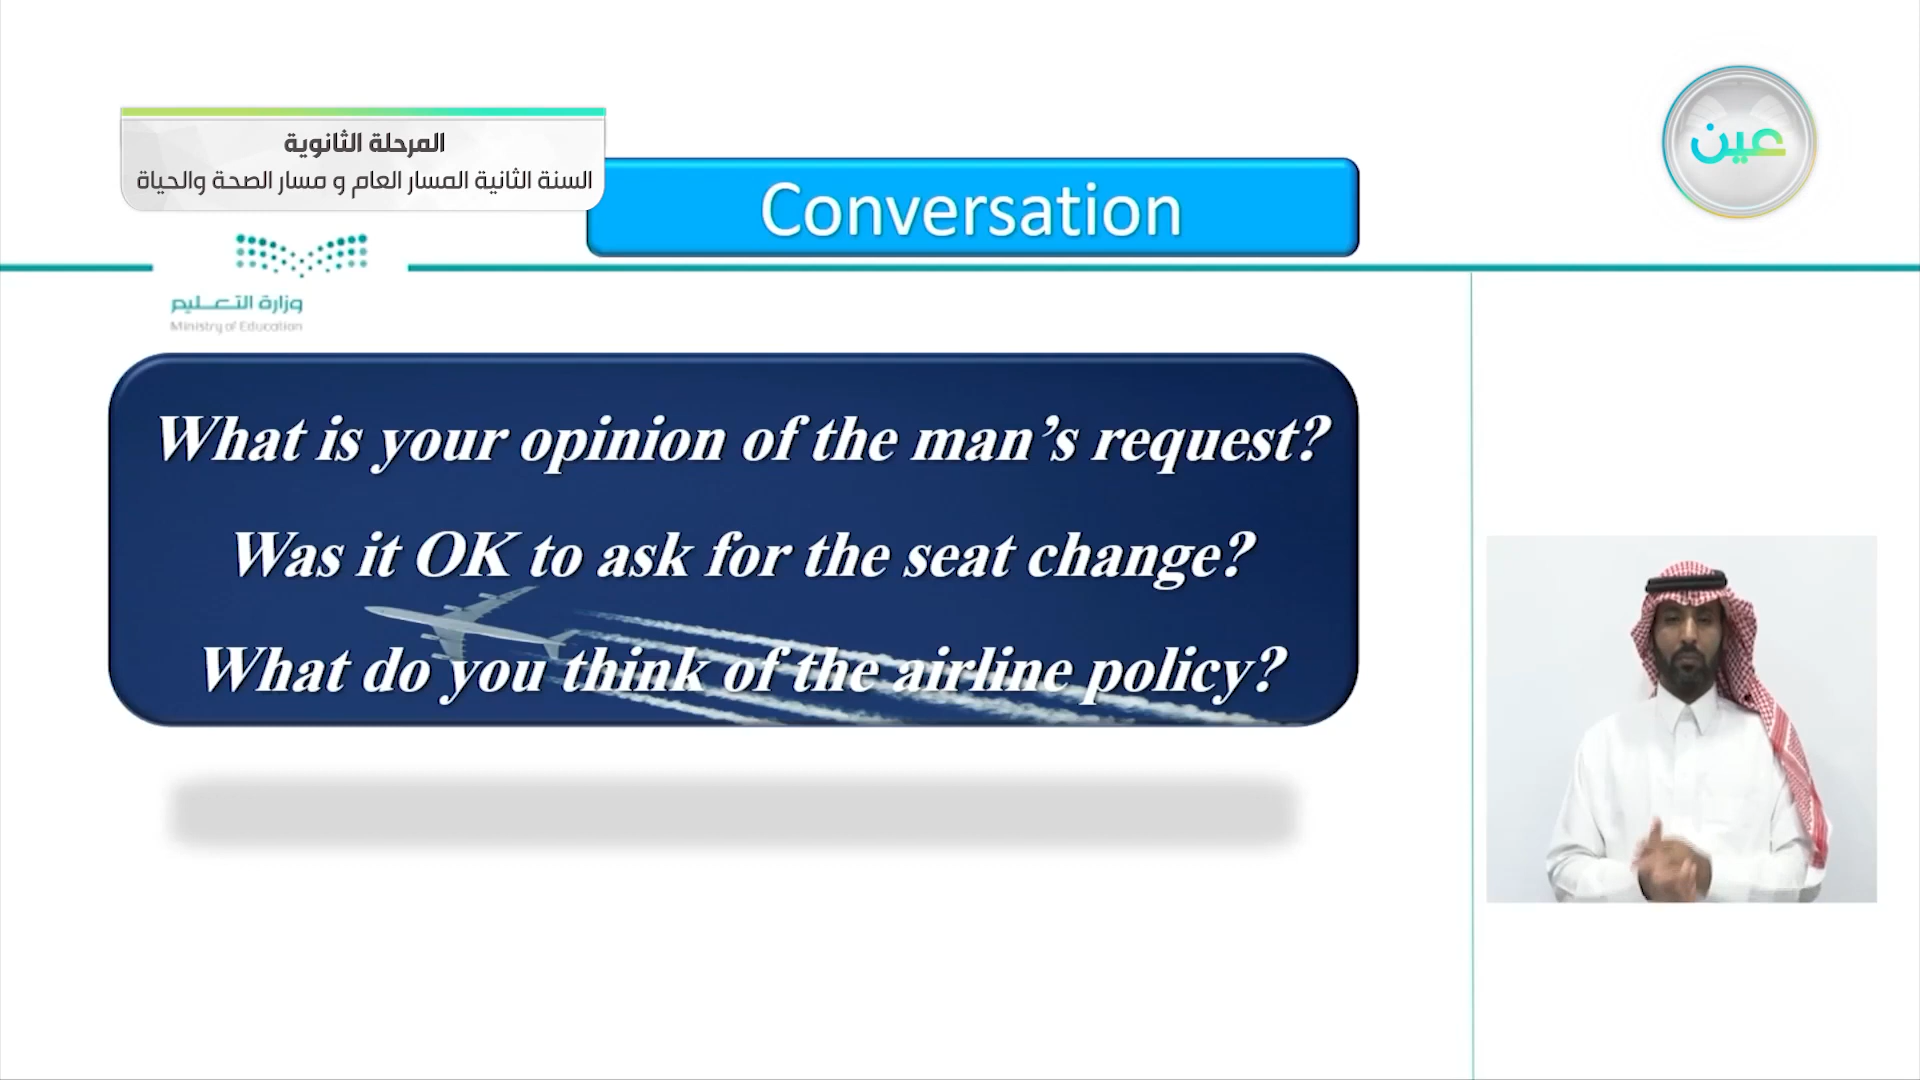 المرحلة الثانوية
السنة الثانية المسار العام و مسار الصحة والحياة
عين
Conversation
وزارة التعليم
Ministry of Education
What is your opinion of the man’s request?
Was it OK to ask for the seat change?
What do you think of the airline policy?